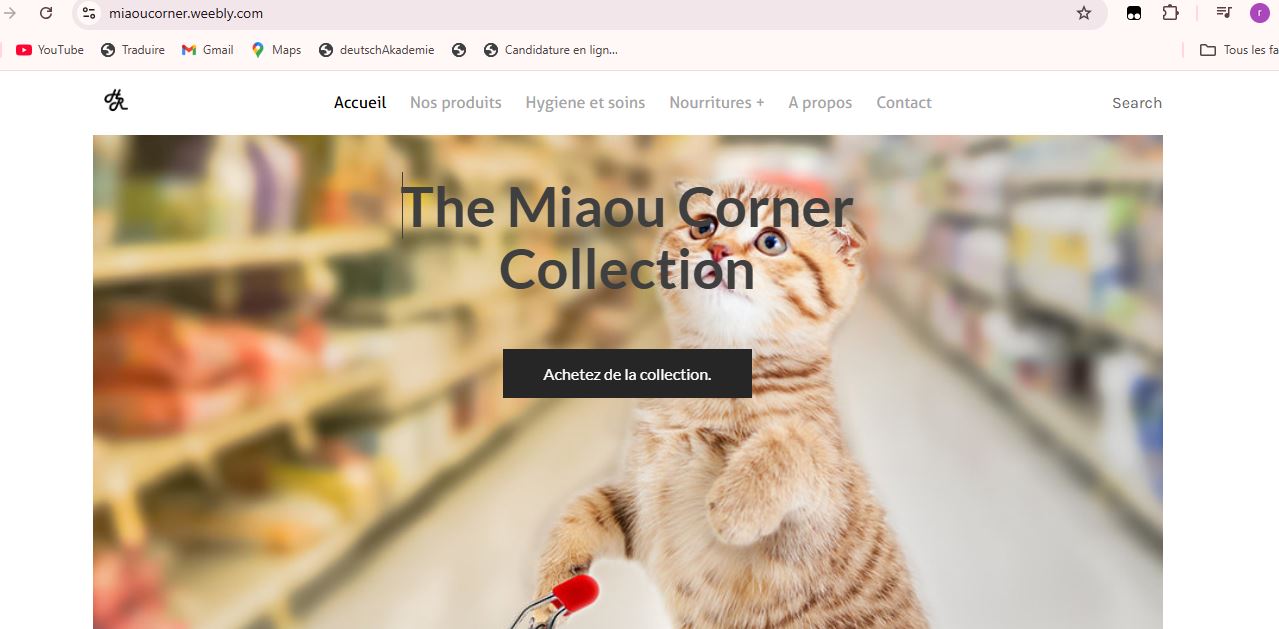 miaoucorner.weebly.com
YouTube Traduire Gmail Maps deutschAkademie Candidature en lign... Tous les fa
HR Accueil Nos produits Hygiene et soins Nourritures + A propos Contact Search
The Miaou Corner
Collection
Achetez de la collection.
r